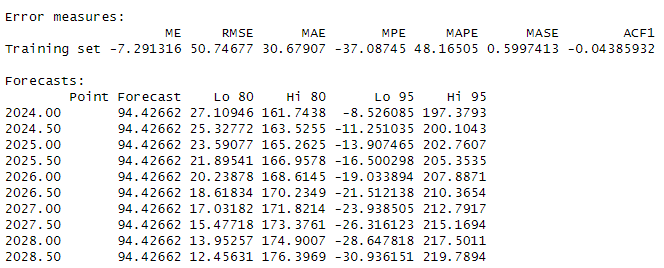 Error measures:
                    ME     RMSE      MAE       MPE     MAPE      MASE        ACF1
Training set -7.291316 50.74677 30.67907 -37.08745 48.16505 0.5997413 -0.04385932
Forecasts:
        Point Forecast    Lo 80    Hi 80      Lo 95    Hi 95
2024.00       94.42662 27.10946 161.7438  -8.526085 197.3793
2024.50       94.42662 25.32772 163.5255 -11.251035 200.1043
2025.00       94.42662 23.59077 165.2625 -13.907465 202.7607
2025.50       94.42662 21.89541 166.9578 -16.500298 205.3535
2026.00       94.42662 20.23878 168.6145 -19.033894 207.8871
2026.50       94.42662 18.61834 170.2349 -21.512138 210.3654
2027.00       94.42662 17.03182 171.8214 -23.938505 212.7917
2027.50       94.42662 15.47718 173.3761 -26.316123 215.1694
2028.00       94.42662 13.95257 174.9007 -28.647818 217.5011
2028.50       94.42662 12.45631 176.3969 -30.936151 219.7894